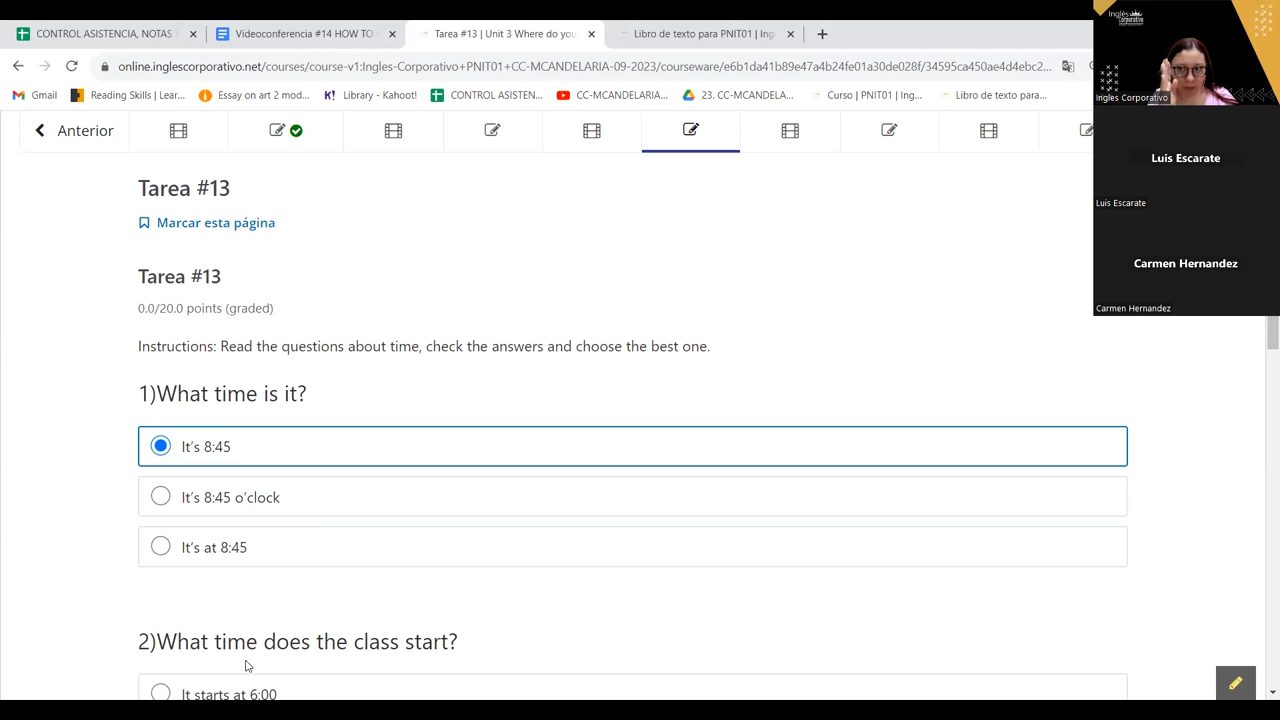 CONTROL ASISTENCIA, NOTAS
Videoconferencia #14 HOW TO
Tarea #13 | Unit 3 Where do you
Libro de texto para PNIT01 | Ing
online.inglescorporativo.net/courses/course-v1:Ingles-Corporativo+PNIT01+CC-MCANDELARIA-09-2023/courseware/e6b1da41b89e47a4b24fe01a30de028f/34595ca450ae4d4ebc2...
Gmail
Reading Skills | Lear...
Essay on art 2 mod...
Library - Kahoot!
CONTROL ASISTEN...
CC-MCANDELARIA...
23. CC-MCANDELA...
Curso | PNIT01 | Ing...
Libro de texto para...
Inglés
Corporativo
Ingles Corporativo
Luis Escarate
Luis Escarate
Carmen Hernandez
Carmen Hernandez
Anterior
Tarea #13
Marcar esta página
Tarea #13
0.0/20.0 points (graded)
Instructions: Read the questions about time, check the answers and choose the best one.
1)What time is it?
It’s 8:45
It’s 8:45 o’clock
It’s at 8:45
2)What time does the class start?
It starts at 6:00